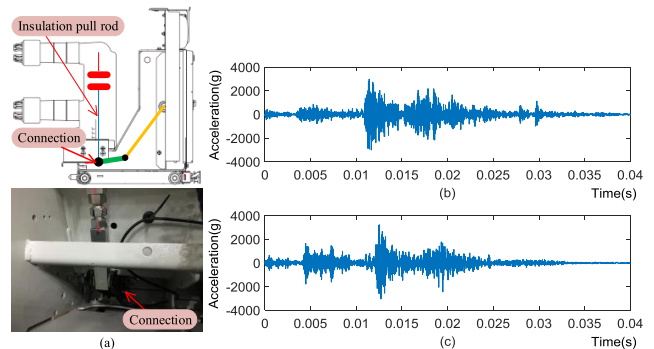 Insulation pull rod
Connection
Connection
(a)
Acceleration(g)
4000
2000
0
-2000
-4000
0
0.005
0.01
0.015
0.02
0.025
0.03
0.035
0.04
(b)
Time(s)
Acceleration(g)
4000
2000
0
-2000
-4000
0
0.005
0.01
0.015
0.02
0.025
0.03
0.035
0.04
(c)
Time(s)